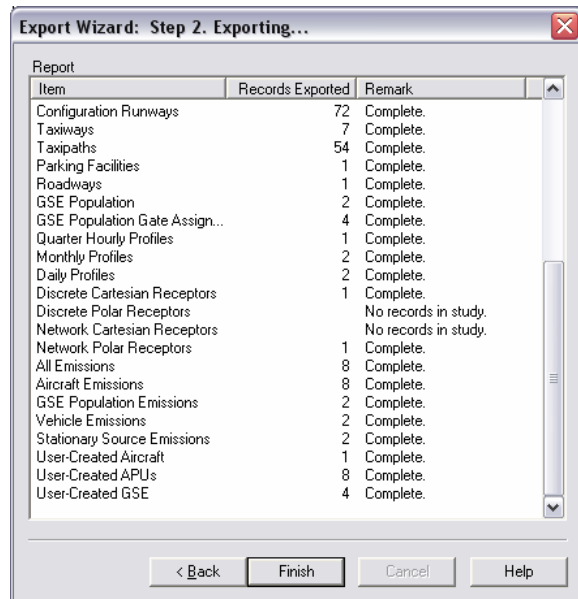 Export Wizard: Step 2. Exporting...
Report
Item Records Exported Remark
Configuration Runways 72 Complete.
Taxiways 7 Complete.
Taxipaths 54 Complete.
Parking Facilities 1 Complete.
Roadways 1 Complete.
GSE Population 2 Complete.
GSE Population Gate Assign... 4 Complete.
Quarter Hourly Profiles 1 Complete.
Monthly Profiles 2 Complete.
Daily Profiles 2 Complete.
Discrete Cartesian Receptors 1 Complete.
Discrete Polar Receptors No records in study.
Network Cartesian Receptors No records in study.
Network Polar Receptors 1 Complete.
All Emissions 8 Complete.
Aircraft Emissions 8 Complete.
GSE Population Emissions 2 Complete.
Vehicle Emissions 2 Complete.
Stationary Source Emissions 2 Complete.
User-Created Aircraft 1 Complete.
User-Created APUs 8 Complete.
User-Created GSE 4 Complete.
< Back Finish Cancel Help